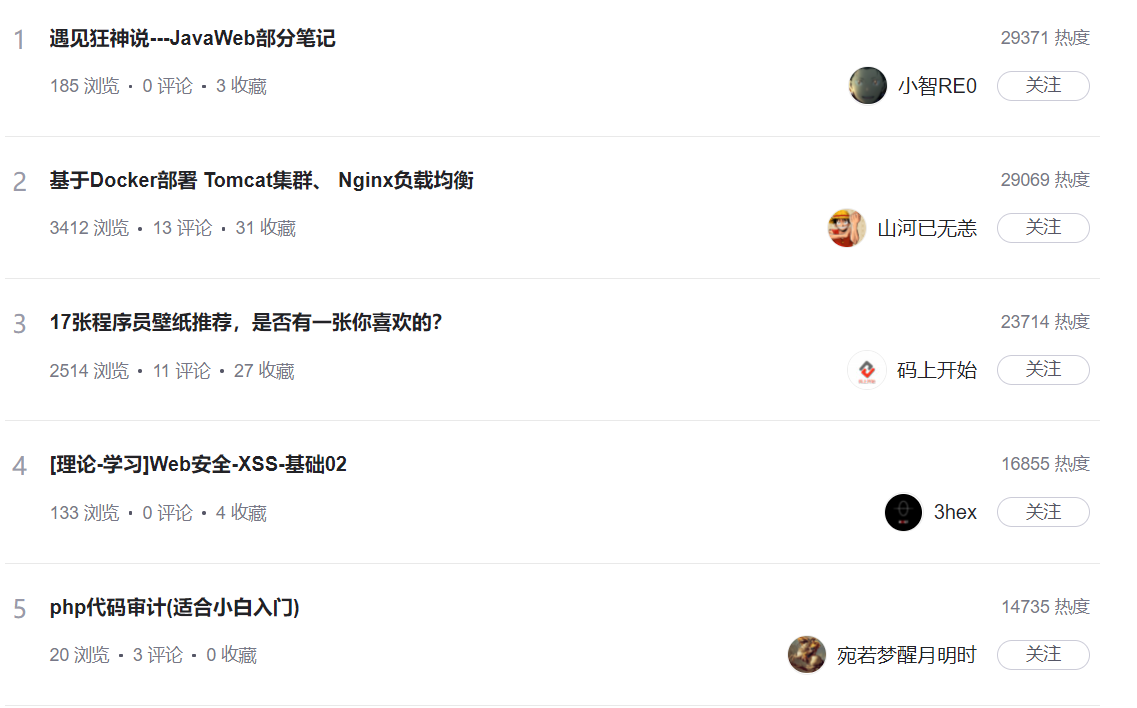 1 遇见狂神说---JavaWeb部分笔记 29371 热度
185 浏览 · 0 评论 · 3 收藏 小智RE0 关注
2 基于Docker部署 Tomcat集群、 Nginx负载均衡 29069 热度
3412 浏览 · 13 评论 · 31 收藏 山河已无恙 关注
3 17张程序员壁纸推荐，是否有一张你喜欢的？ 23714 热度
2514 浏览 · 11 评论 · 27 收藏 码上开始 关注
4 [理论-学习]Web安全-XSS-基础02 16855 热度
133 浏览 · 0 评论 · 4 收藏 3hex 关注
5 php代码审计(适合小白入门) 14735 热度
20 浏览 · 3 评论 · 0 收藏 宛若梦醒月明时 关注